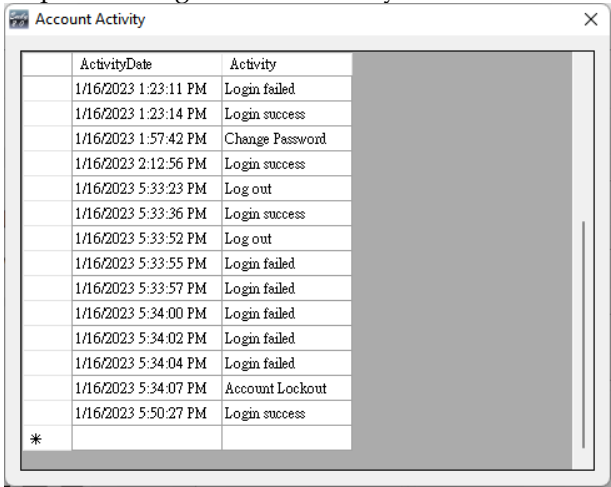 Account Activity
ActivityDate Activity
1/16/2023 1:23:11 PM Login failed
1/16/2023 1:23:14 PM Login success
1/16/2023 1:57:42 PM Change Password
1/16/2023 2:12:56 PM Login success
1/16/2023 5:33:23 PM Log out
1/16/2023 5:33:36 PM Login success
1/16/2023 5:33:52 PM Log out
1/16/2023 5:33:55 PM Login failed
1/16/2023 5:33:57 PM Login failed
1/16/2023 5:34:00 PM Login failed
1/16/2023 5:34:02 PM Login failed
1/16/2023 5:34:04 PM Login failed
1/16/2023 5:34:07 PM Account Lockout
1/16/2023 5:50:27 PM Login success
*